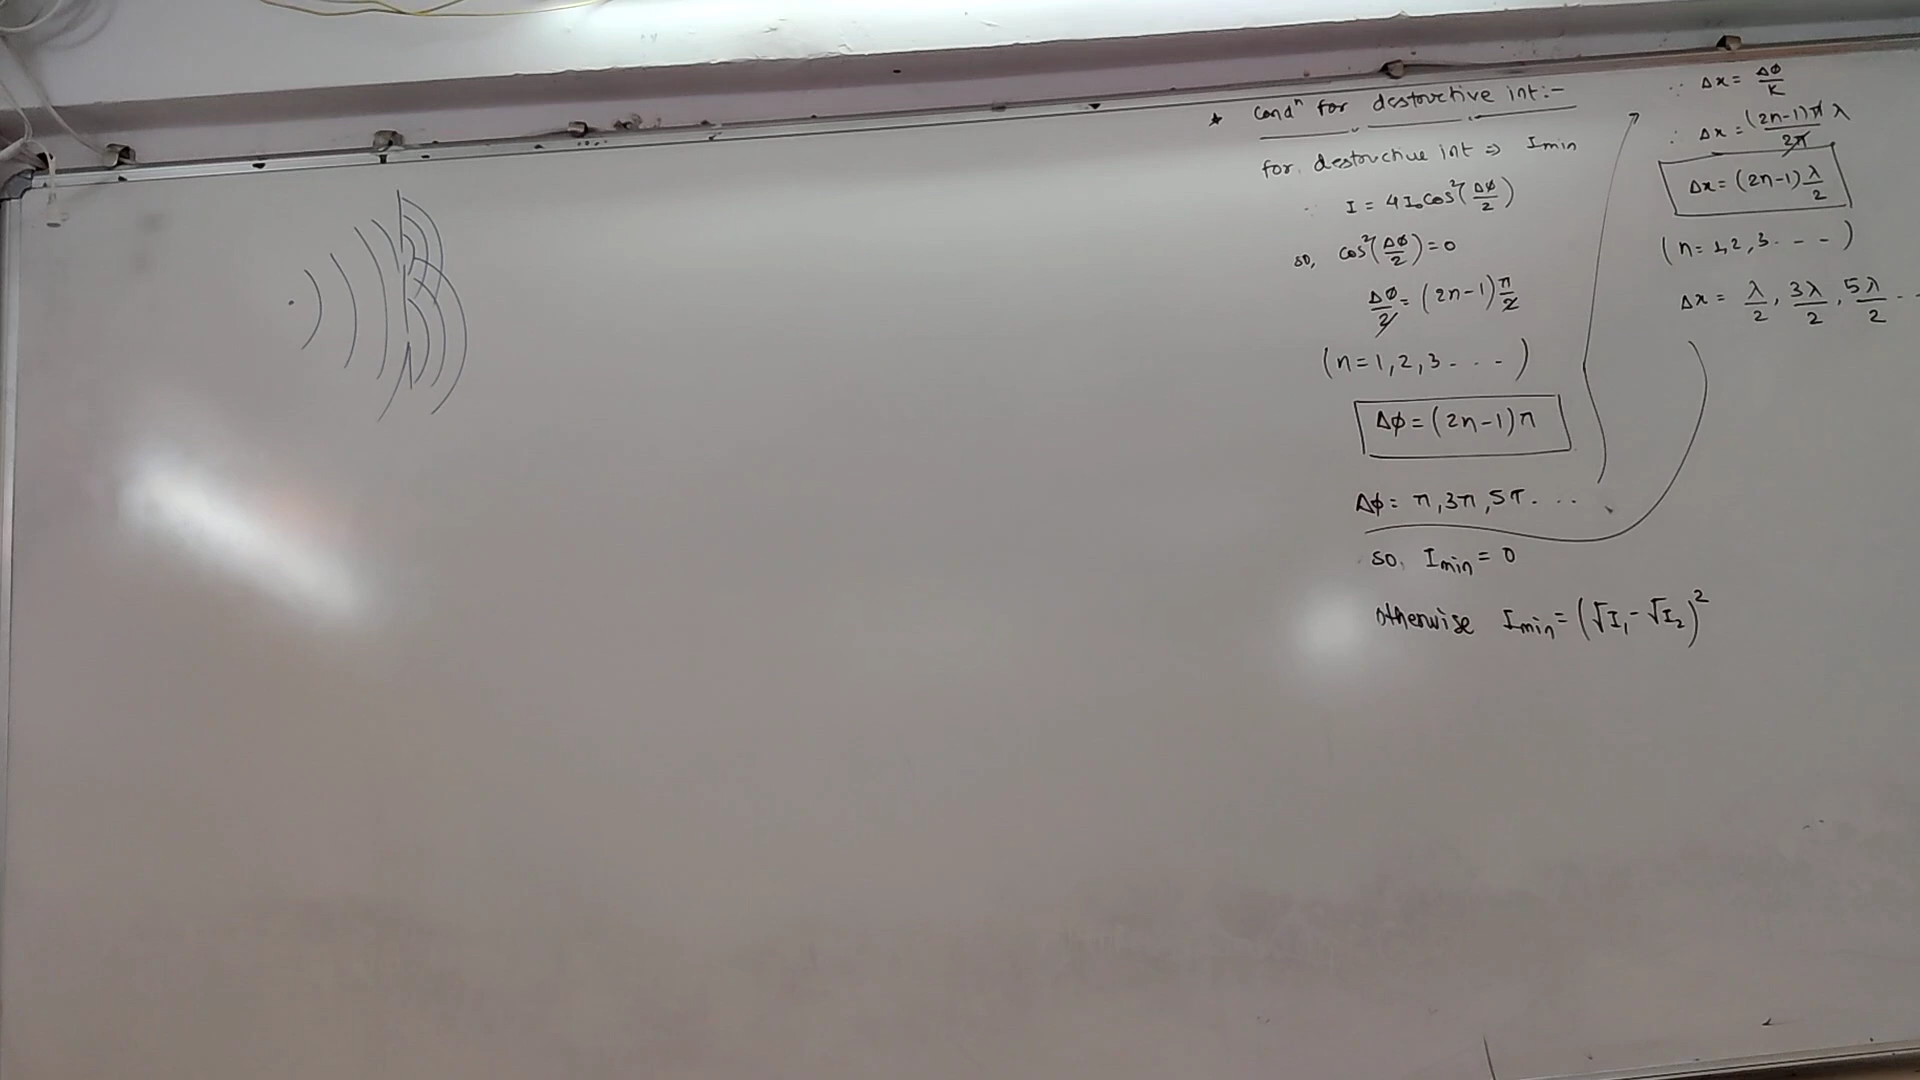 * Condⁿ for destructive int:-
for destructive int ⇒ Imin
∵ I = 4I₀cos²(Δφ/2)
so, cos²(Δφ/2) = 0
Δφ/2 = (2n-1)π/2
(n=1,2,3- - - -)
Δφ = (2n-1)π
Δφ = π,3π,5π- ...
so, Imin = 0
otherwise Imin = (√I₁ - √I₂)²
∵ Δx = Δφ/K
∴ Δx = (2n-1)πλ/2π
Δx = (2n-1)λ/2
(n= 1,2,3- - -)
Δx = λ/2, 3λ/2, 5λ/2 - -